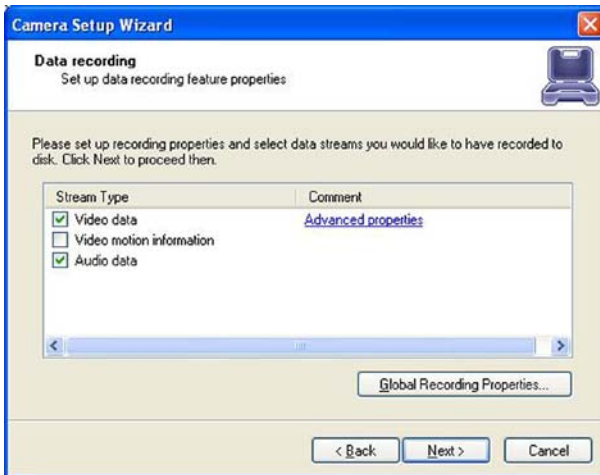 Camera Setup Wizard
Data recording
Set up data recording feature properties
Please set up recording properties and select data streams you would like to have recorded to
disk. Click Next to proceed then.
Stream Type Comment
Video data Advanced properties
Video motion information
Audio data
Global Recording Properties...
< Back Next > Cancel